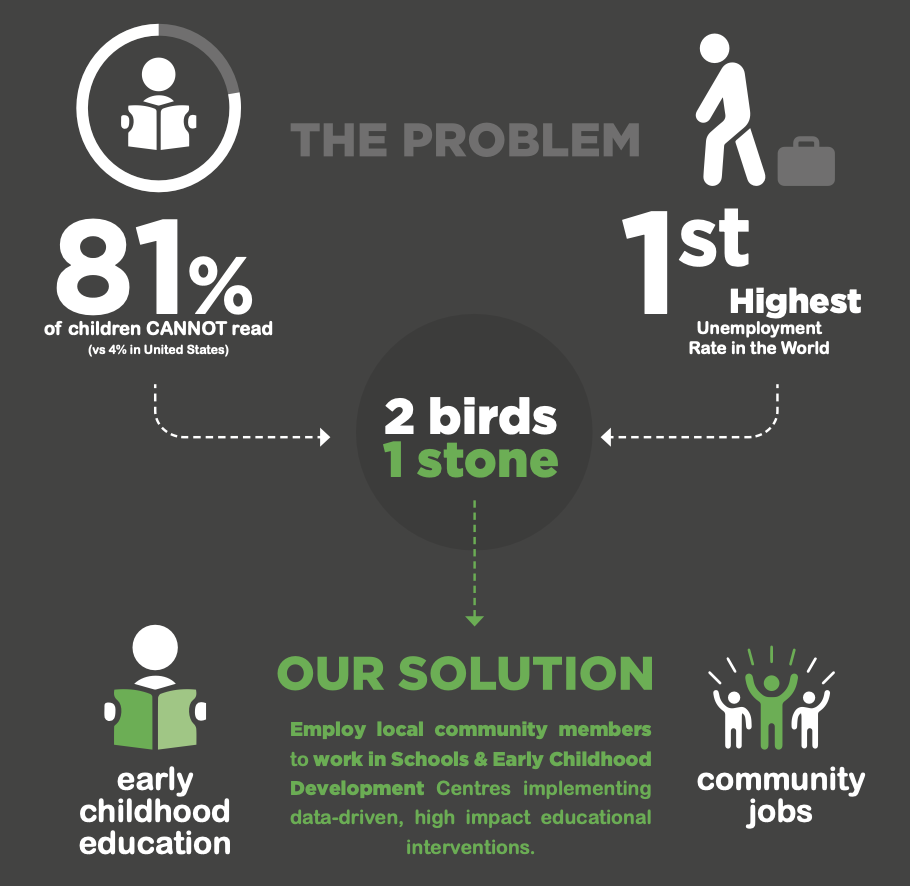 THE PROBLEM
81%
of children CANNOT read
(vs 4% in United States)
1st
Highest
Unemployment
Rate in the World
2 birds
1 stone
OUR SOLUTION
Employ local community members
to work in Schools & Early Childhood
Development Centres implementing
data-driven, high impact educational
interventions.
early
childhood
education
community
jobs